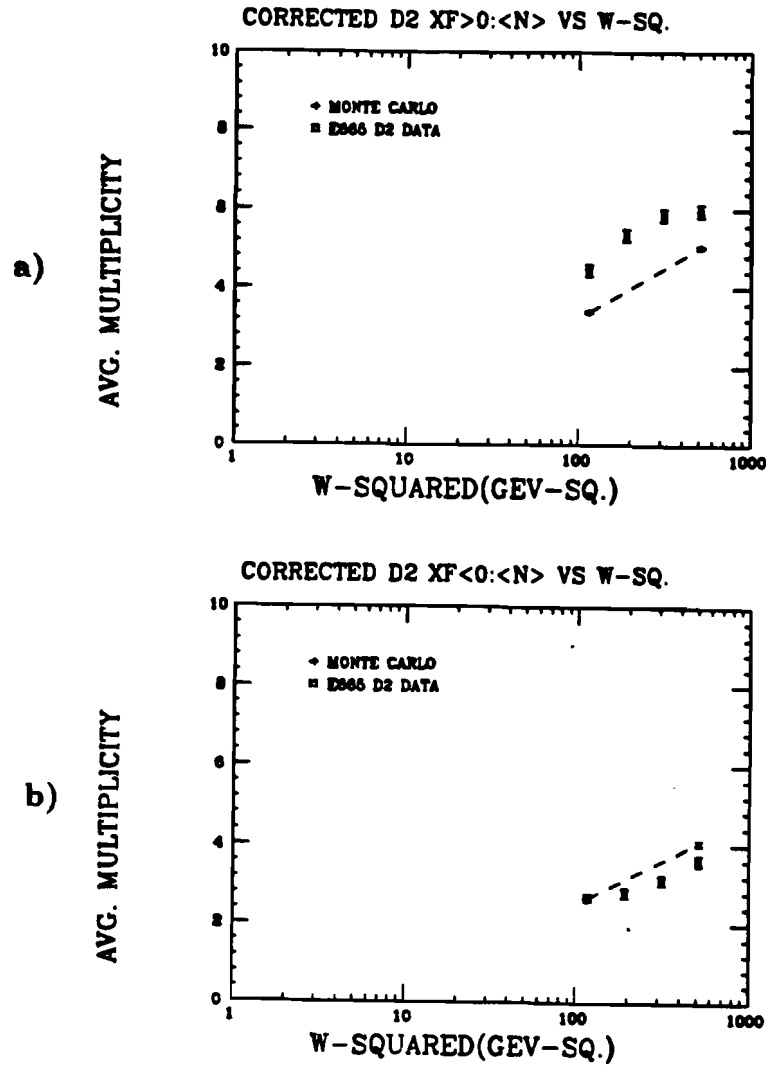 CORRECTED D2 XF>0:<N> VS W-SQ.
10
+ MONTE CARLO
8
¤ E665 D2 DATA
AVG. MULTIPLICITY
6
a)
4
2
0
1
10
100
1000
W-SQUARED(GEV-SQ.)
CORRECTED D2 XF<0:<N> VS W-SQ.
10
+ MONTE CARLO
8
¤ E665 D2 DATA
AVG. MULTIPLICITY
6
b)
4
2
0
1
10
100
1000
W-SQUARED(GEV-SQ.)